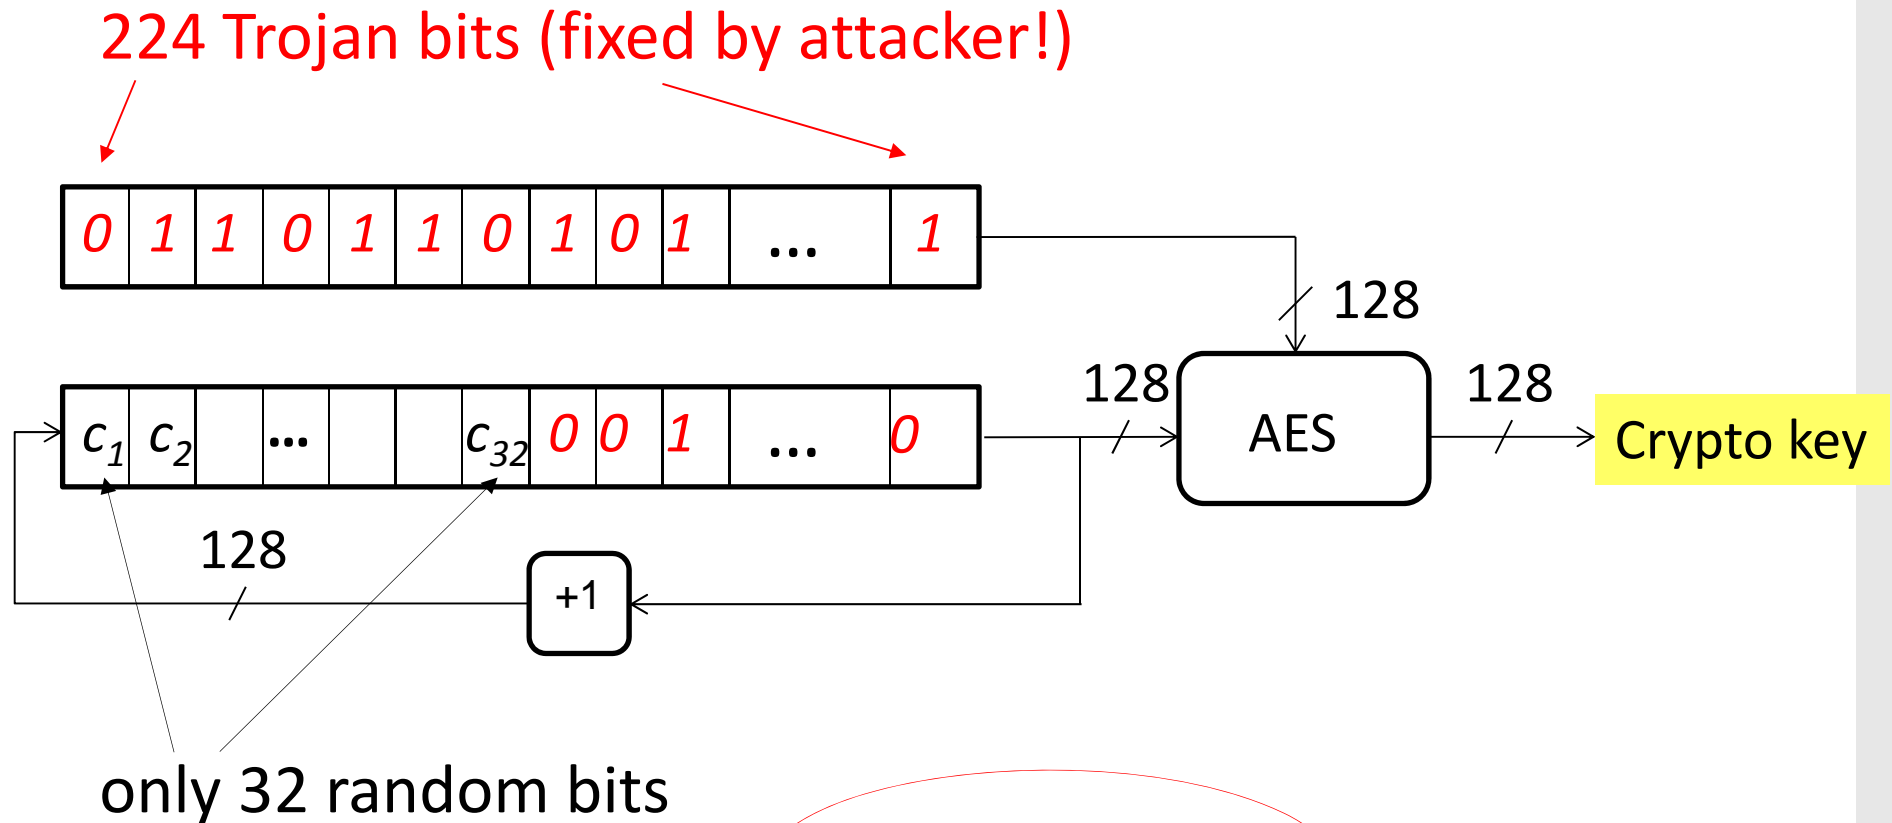 224 Trojan bits (fixed by attacker!)
0 1 1 0 1 1 0 1 0 1 ... 1
128
128
128
c1 c2 ... c32 0 0 1 ... 0
AES
Crypto key
128
+1
only 32 random bits